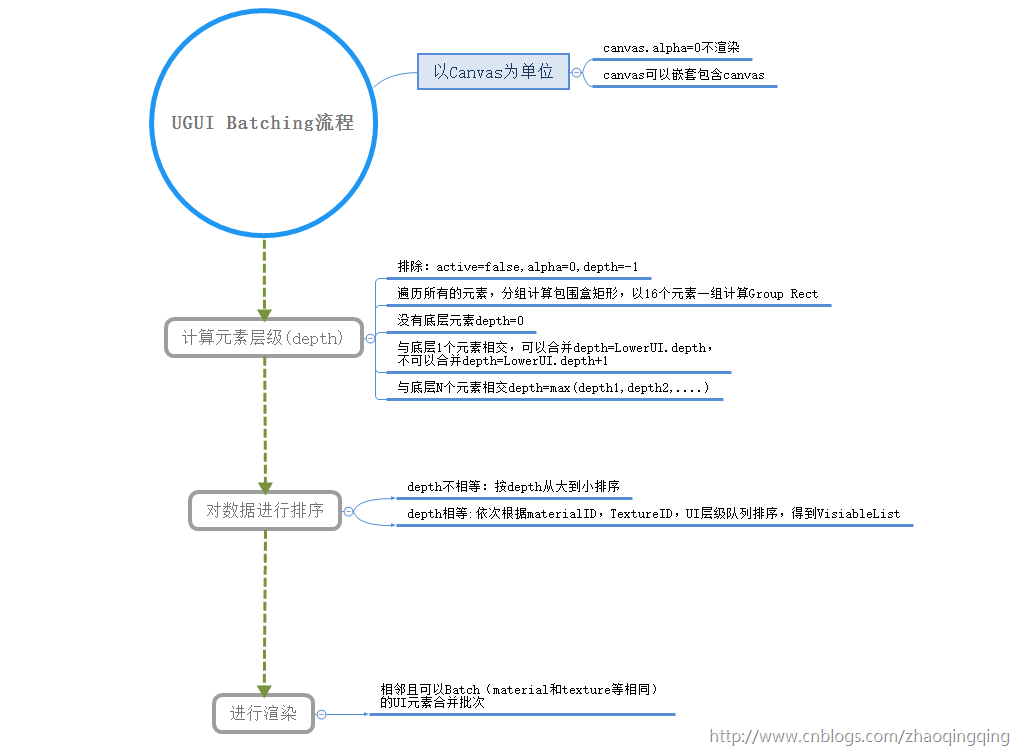 canvas.alpha=0不渲染
以Canvas为单位
canvas可以嵌套包含canvas
UGUI Batching流程
排除：active=false,alpha=0,depth=-1
遍历所有的元素，分组计算包围盒矩形，以16个元素一组计算Group Rect
没有底层元素depth=0
计算元素层级(depth)
与底层1个元素相交，可以合并depth=LowerUI.depth，
不可以合并depth=LowerUI.depth+1
与底层N个元素相交depth=max(depth1,depth2,....)
depth不相等：按depth从大到小排序
对数据进行排序
depth相等:依次根据materialID，TextureID，UI层级队列排序，得到VisiableList
相邻且可以Batch（material和texture等相同）
的UI元素合并批次
进行渲染
http://www.cnblogs.com/zhaoqingqing